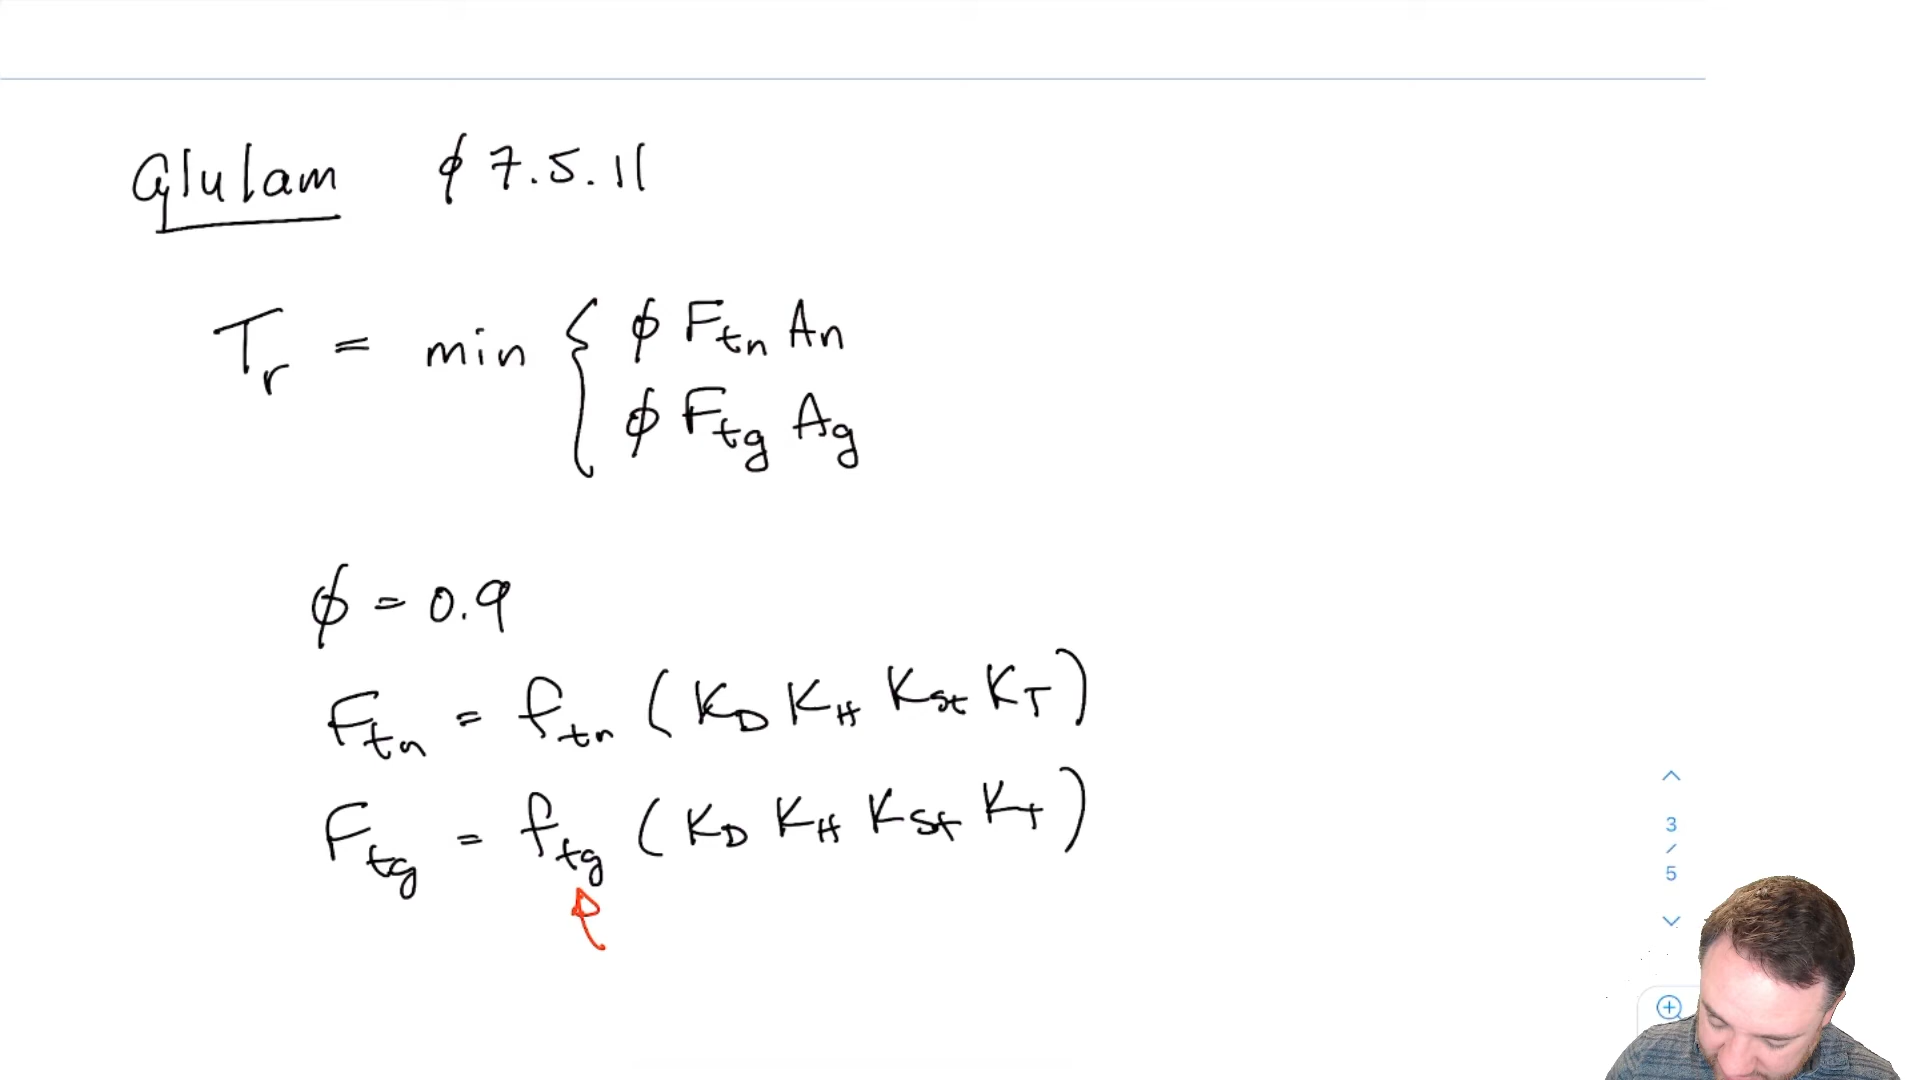 Glulam § 7.5.11
Tr = min { ϕ Ftn An
ϕ Ftg Ag
ϕ = 0.9
Ftn = ftn (KD KH KSt KT)
Ftg = ftg (KD KH KSt KT)
3
/
5